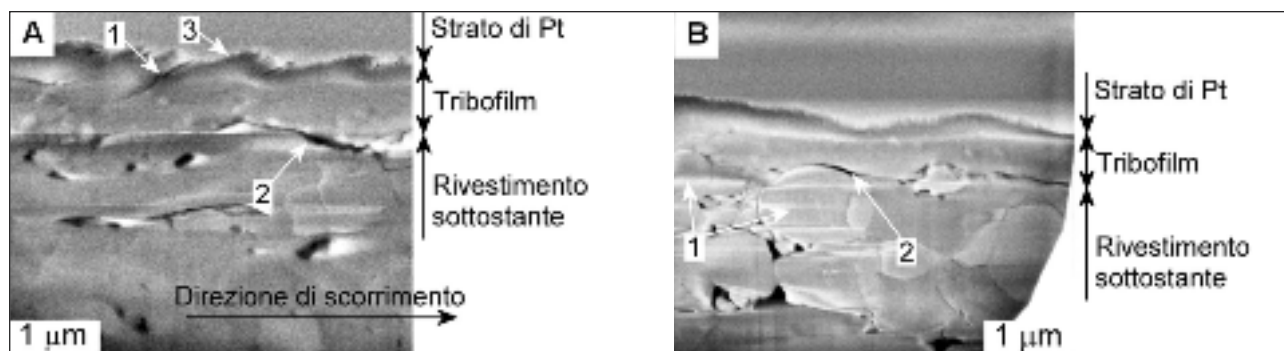 A
1
3
Strato di Pt
Tribofilm
2
Rivestimento
sottostante
Direzione di scorrimento
1 μm
B
Strato di Pt
Tribofilm
1
2
Rivestimento
sottostante
1 μm